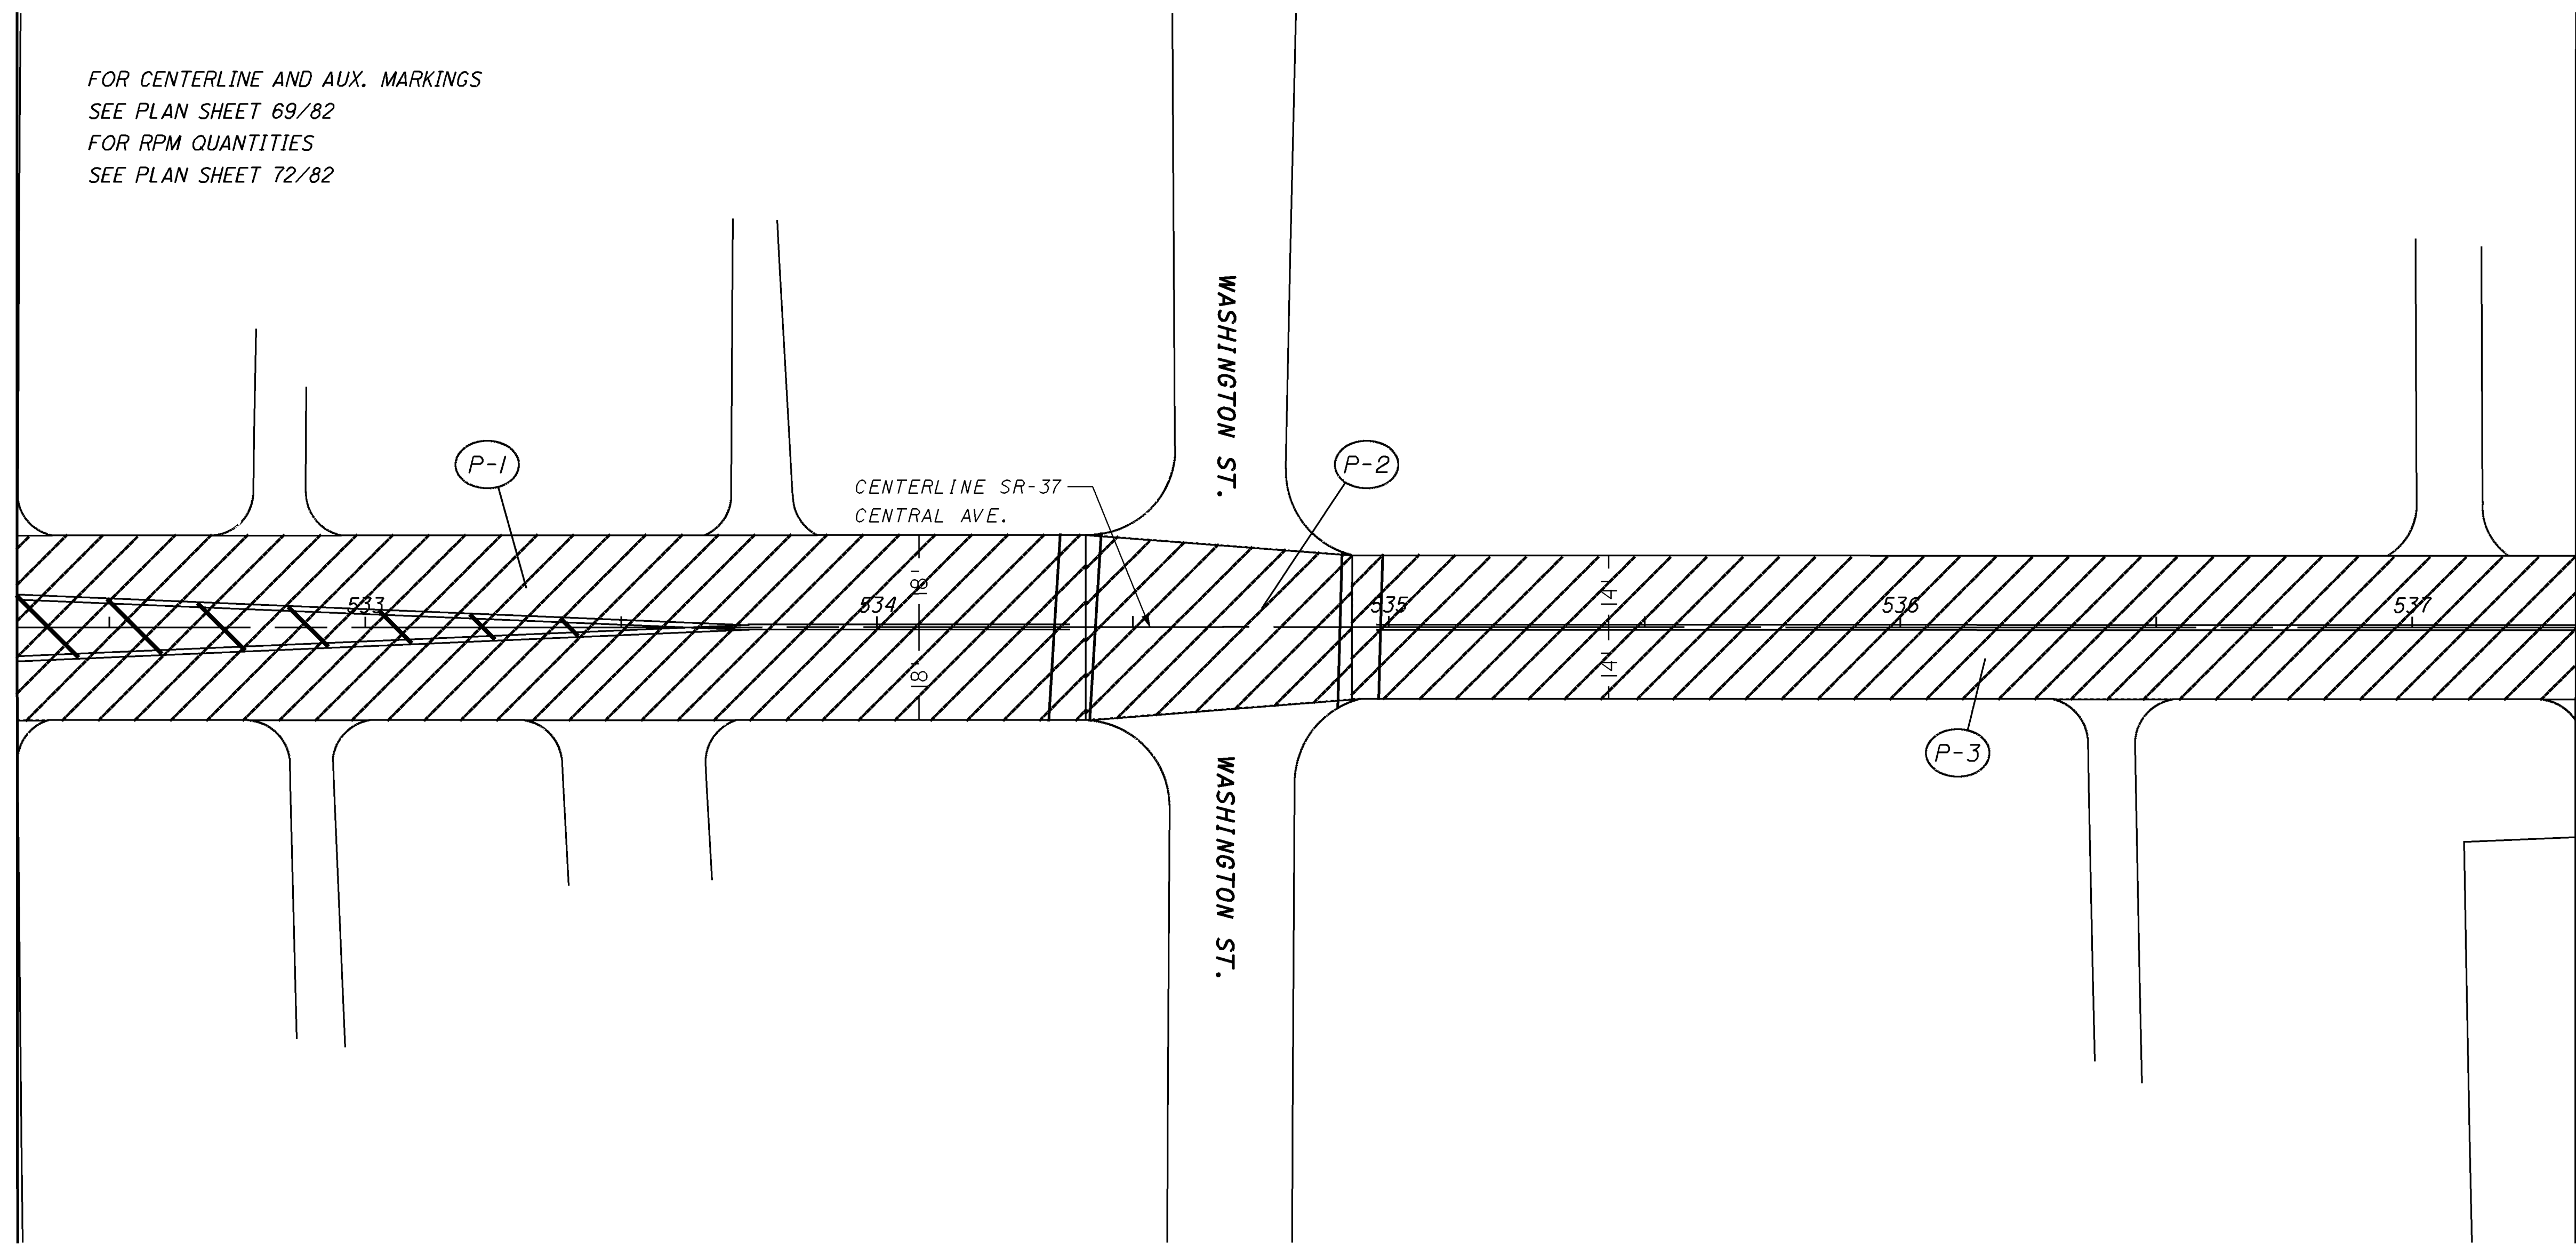 FOR CENTERLINE AND AUX. MARKINGS
SEE PLAN SHEET 69/82
FOR RPM QUANTITIES
SEE PLAN SHEET 72/82
WASHINGTON ST.
P-1
P-2
CENTERLINE SR-37
CENTRAL AVE.
18'
14'
533
534
535
536
537
18'
14'
P-3
WASHINGTON ST.